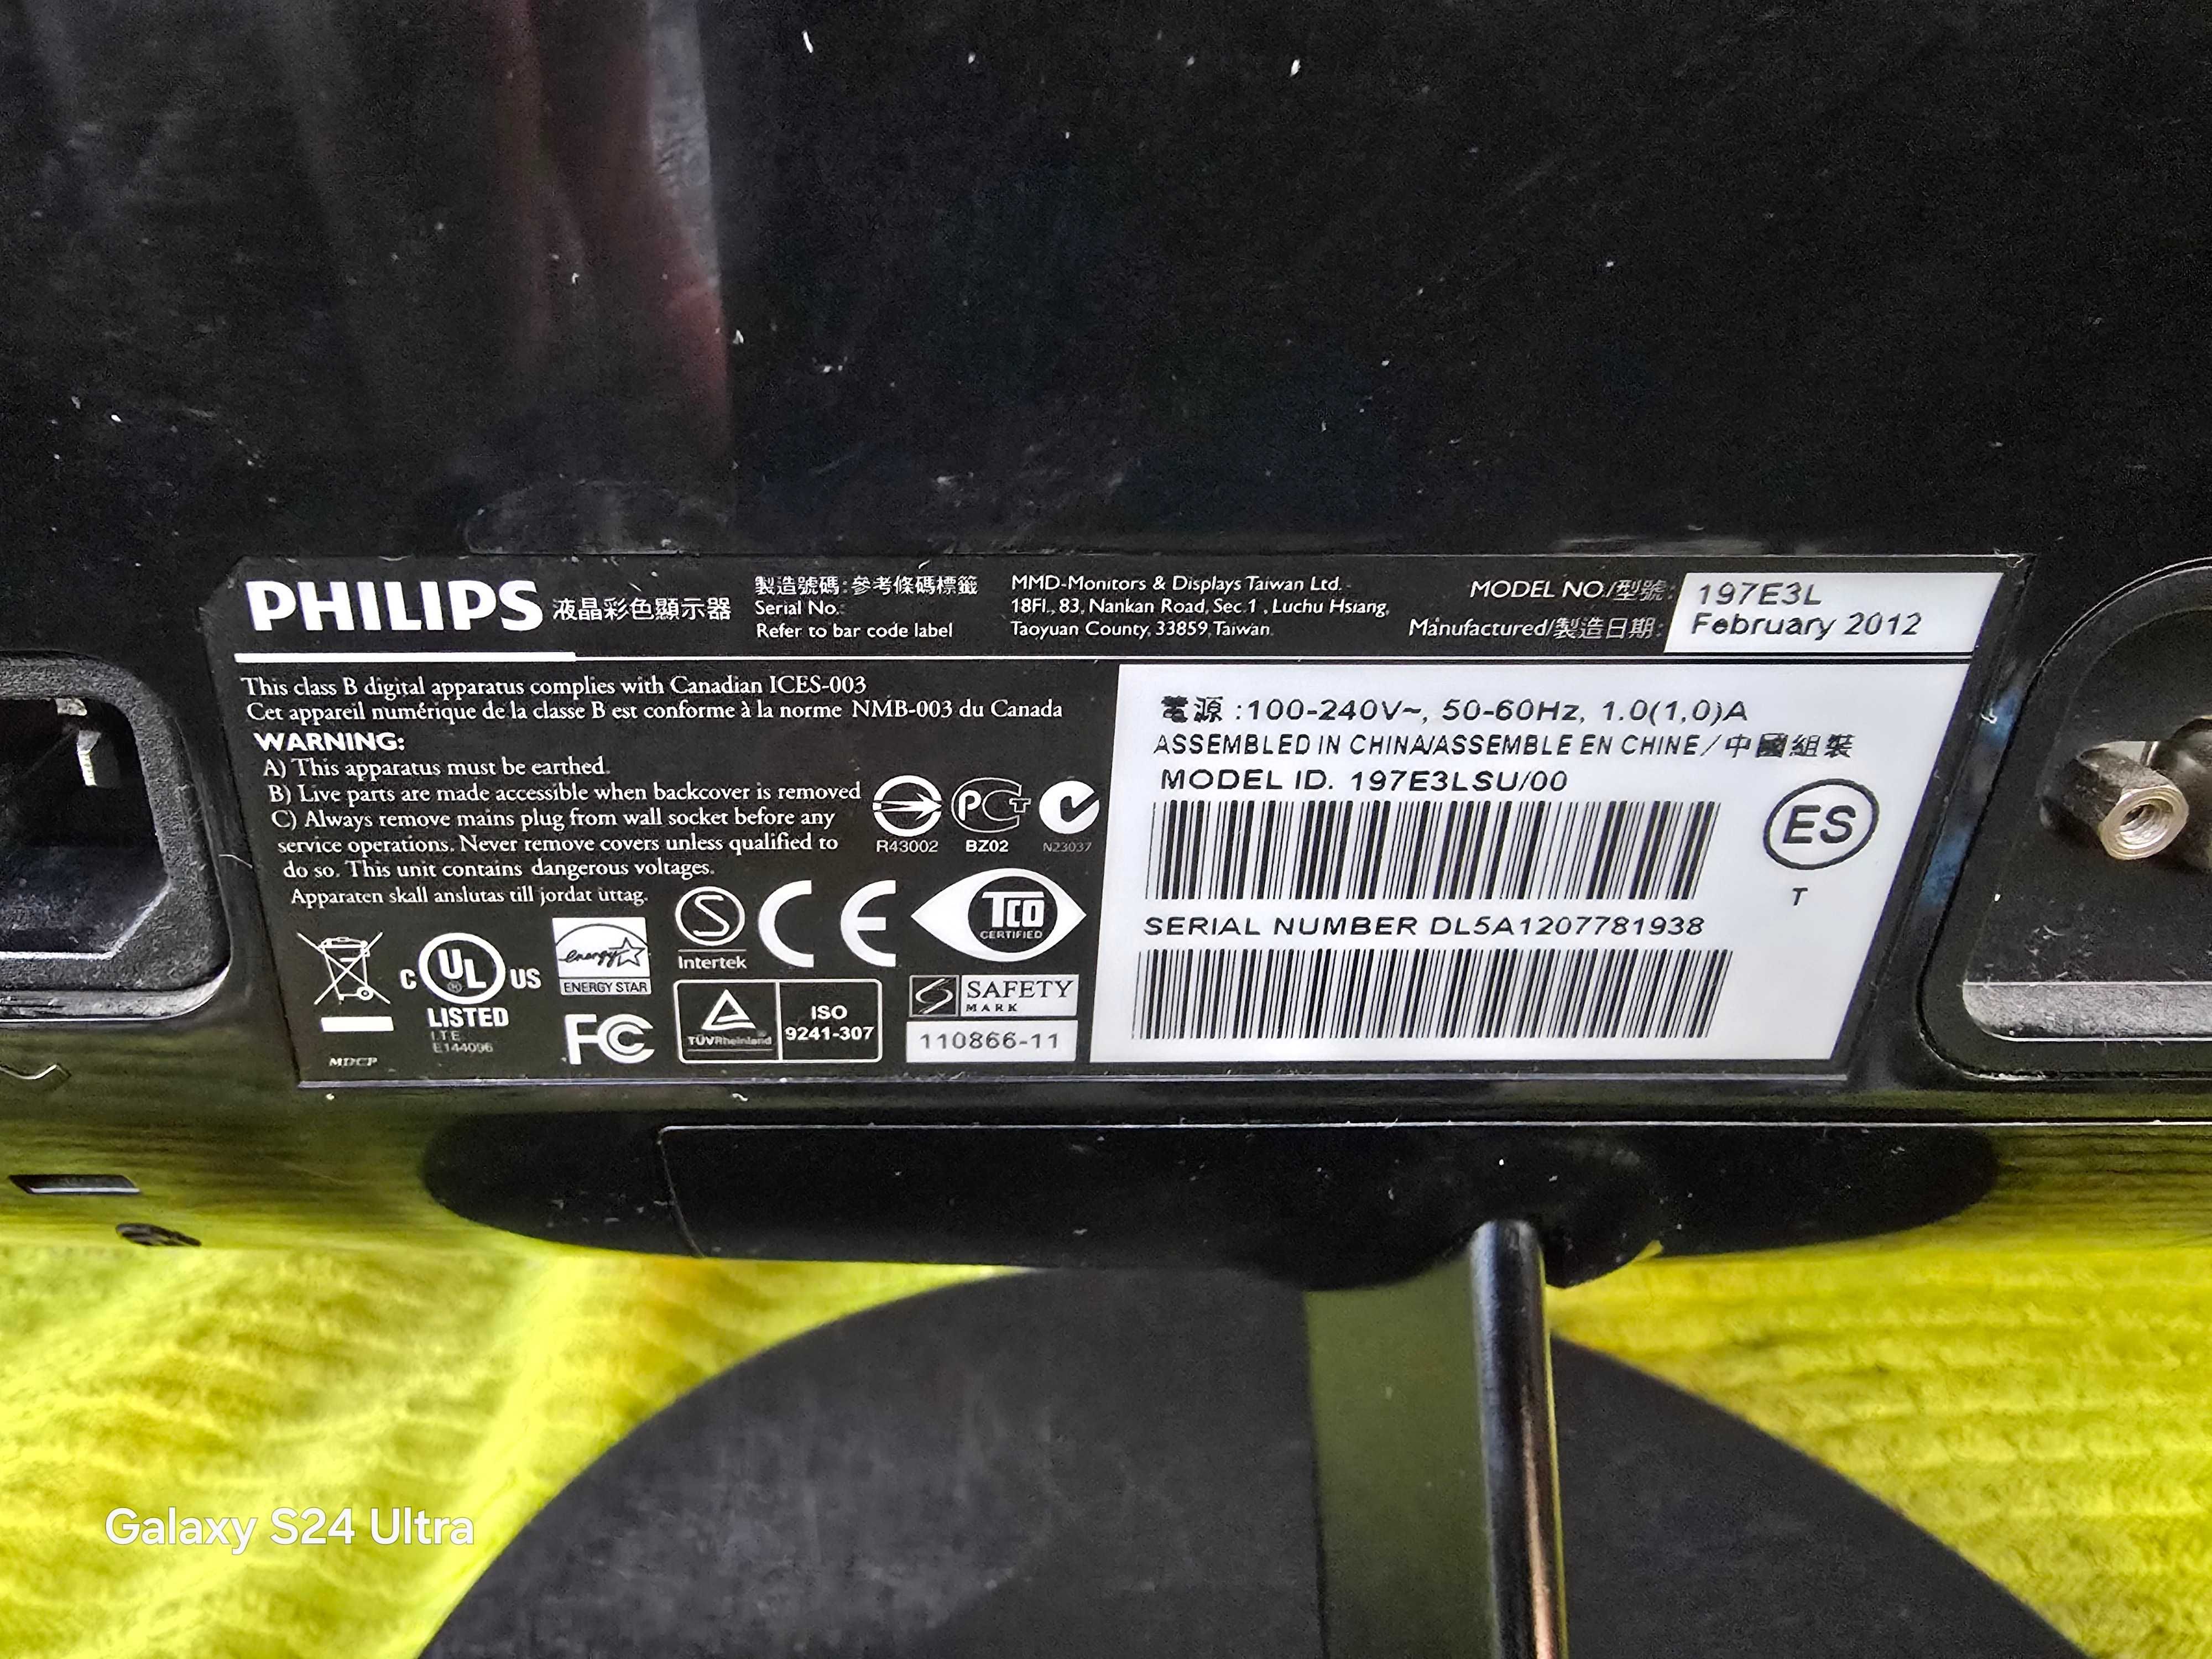 PHILIPS 液晶彩色顯示器
製造號碼:參考條碼標籤
Serial No.:
Refer to bar code label
MMD-Monitors & Displays Taiwan Ltd.
18Fl., 83, Nankan Road, Sec.1 , Luchu Hsiang,
Taoyuan County, 33859, Taiwan.
MODEL NO./型號: 197E3L
Manufactured/製造日期: February 2012
This class B digital apparatus complies with Canadian ICES-003
Cet appareil numérique de la classe B est conforme à la norme NMB-003 du Canada
WARNING:
A) This apparatus must be earthed.
B) Live parts are made accessible when backcover is removed
C) Always remove mains plug from wall socket before any
service operations. Never remove covers unless qualified to
do so. This unit contains dangerous voltages.
Apparaten skall anslutas till jordat uttag.
R43002
PCT
BZ02
N23037
MDCP
C UL ® US
LISTED
I.T.E.
E144096
energy
ENERGY STAR
FC
S
Intertek
CE
TCO
CERTIFIED
TÜVRheinland
ISO
9241-307
SAFETY
MARK
110866-11
電源 :100-240V~, 50-60Hz, 1.0(1,0)A
ASSEMBLED IN CHINA/ASSEMBLE EN CHINE/中國組裝
MODEL ID. 197E3LSU/00
ES
T
SERIAL NUMBER DL5A1207781938
Galaxy S24 Ultra